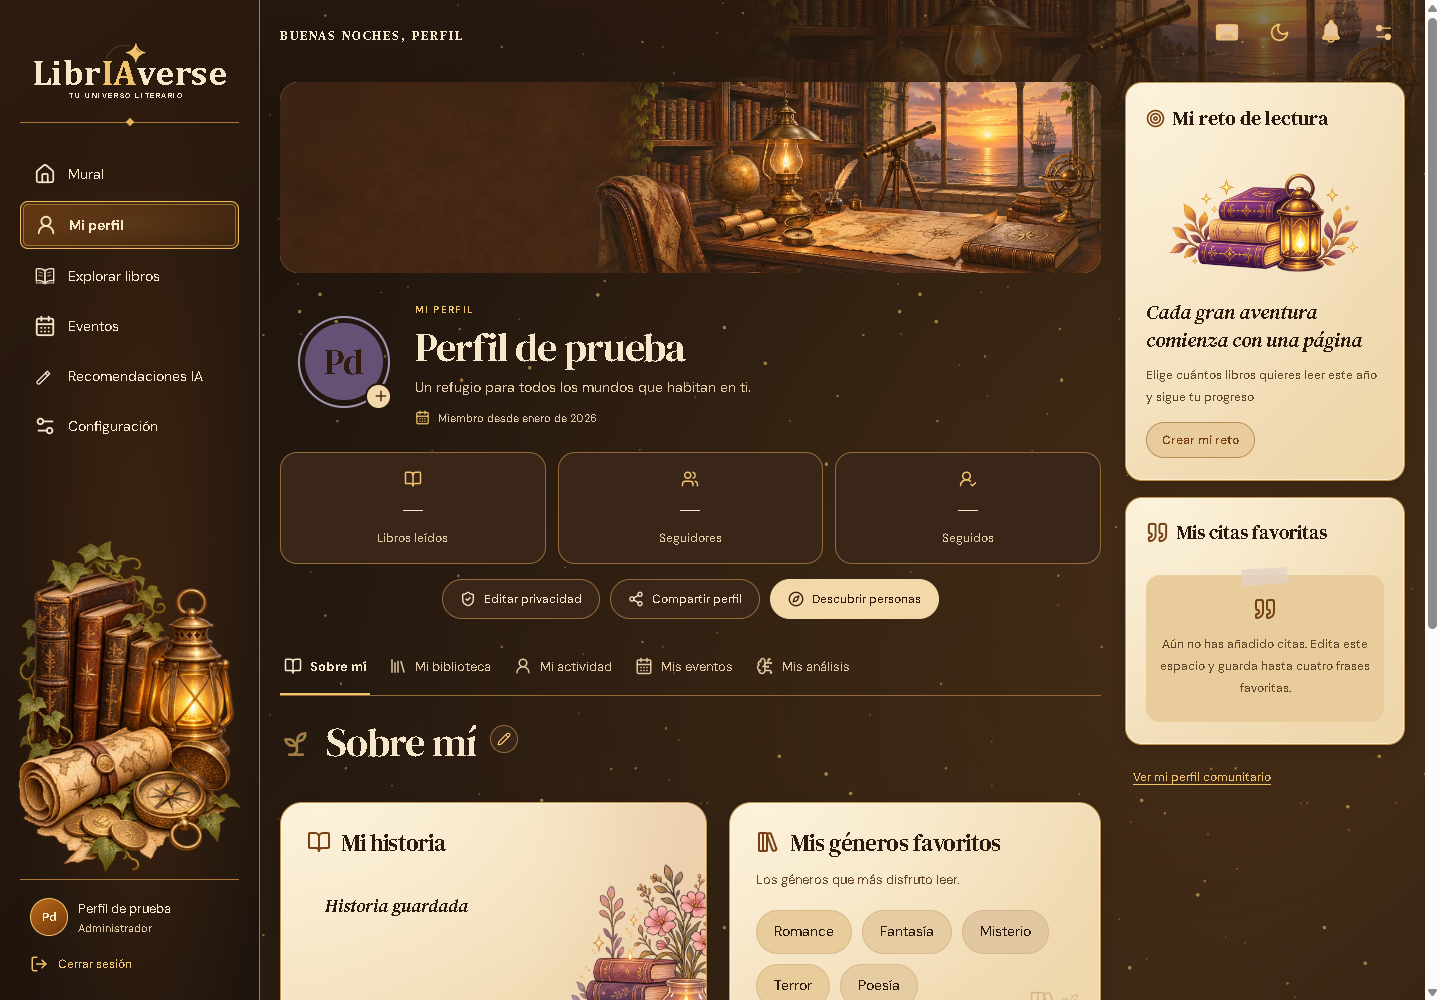 LibrIAverse
TU UNIVERSO LITERARIO
Mural
Mi perfil
Explorar libros
Eventos
Recomendaciones IA
Configuración
Pd
Perfil de prueba
Administrador
Cerrar sesión
BUENAS NOCHES, PERFIL
Pd
MI PERFIL
Perfil de prueba
Un refugio para todos los mundos que habitan en ti.
Miembro desde enero de 2026
—
Libros leídos
—
Seguidores
—
Seguidos
Editar privacidad
Compartir perfil
Descubrir personas
Sobre mí
Mi biblioteca
Mi actividad
Mis eventos
Mis análisis
Sobre mí
Mi historia
Historia guardada
Mis géneros favoritos
Los géneros que más disfruto leer.
Romance
Fantasía
Misterio
Terror
Poesía
Mi reto de lectura
Cada gran aventura
comienza con una página
Elige cuántos libros quieres leer este año
y sigue tu progreso
Crear mi reto
Mis citas favoritas
Aún no has añadido citas. Edita este
espacio y guarda hasta cuatro frases
favoritas.
Ver mi perfil comunitario